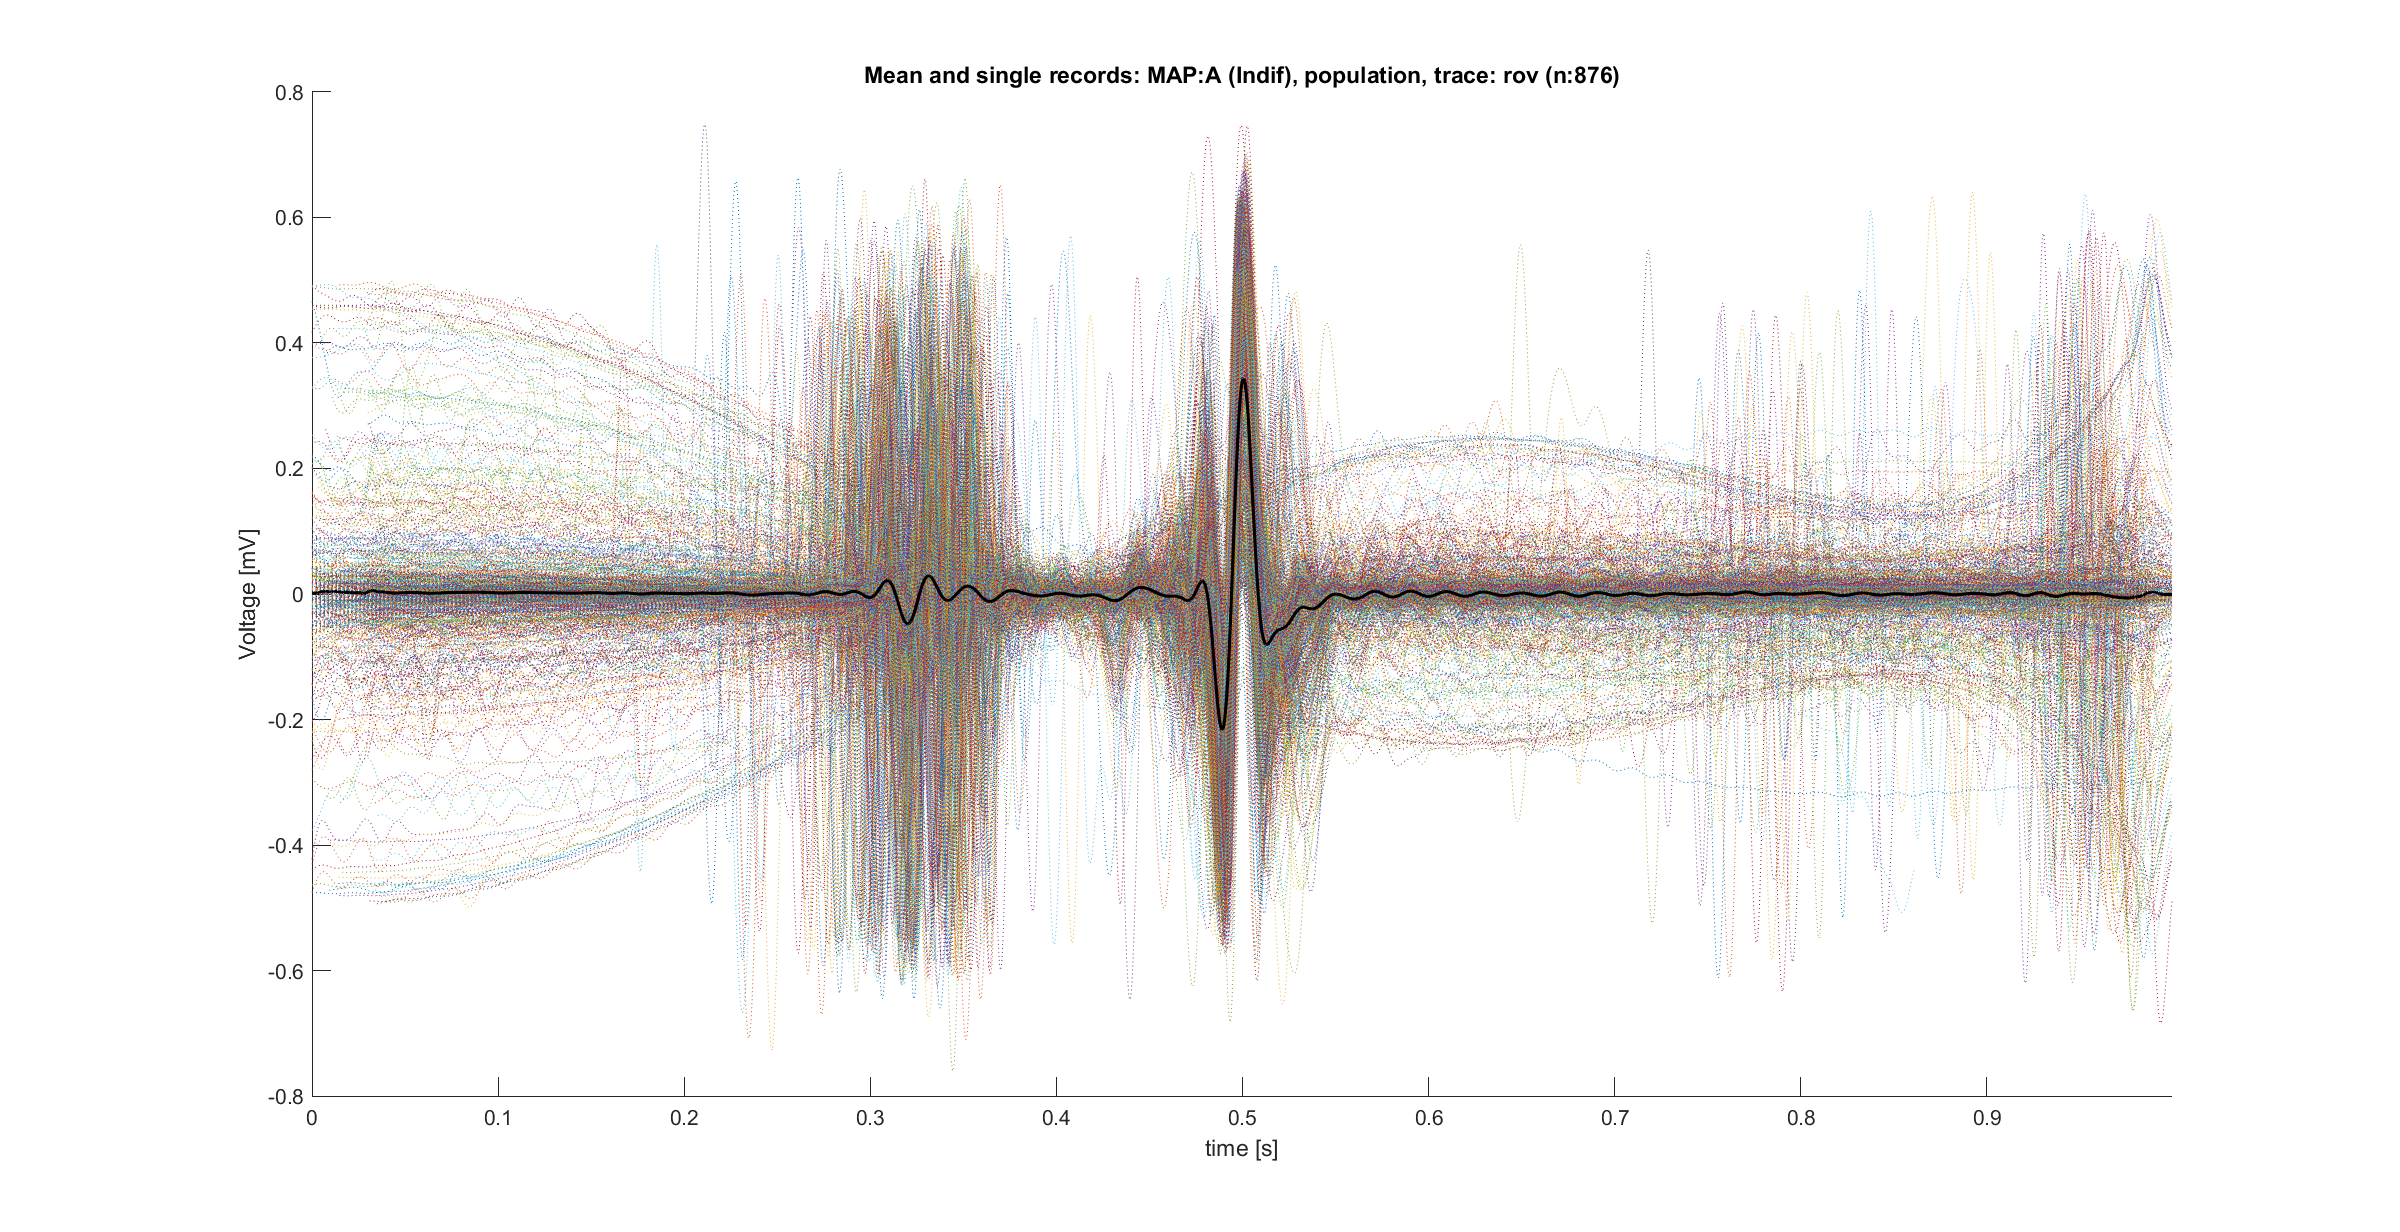 Mean and single records: MAP:A (Indif), population, trace: rov (n:876)
0.8
0.6
0.4
0.2
0
-0.2
-0.4
-0.6
-0.8
Voltage [mV]
0 0.1 0.2 0.3 0.4 0.5 0.6 0.7 0.8 0.9
time [s]